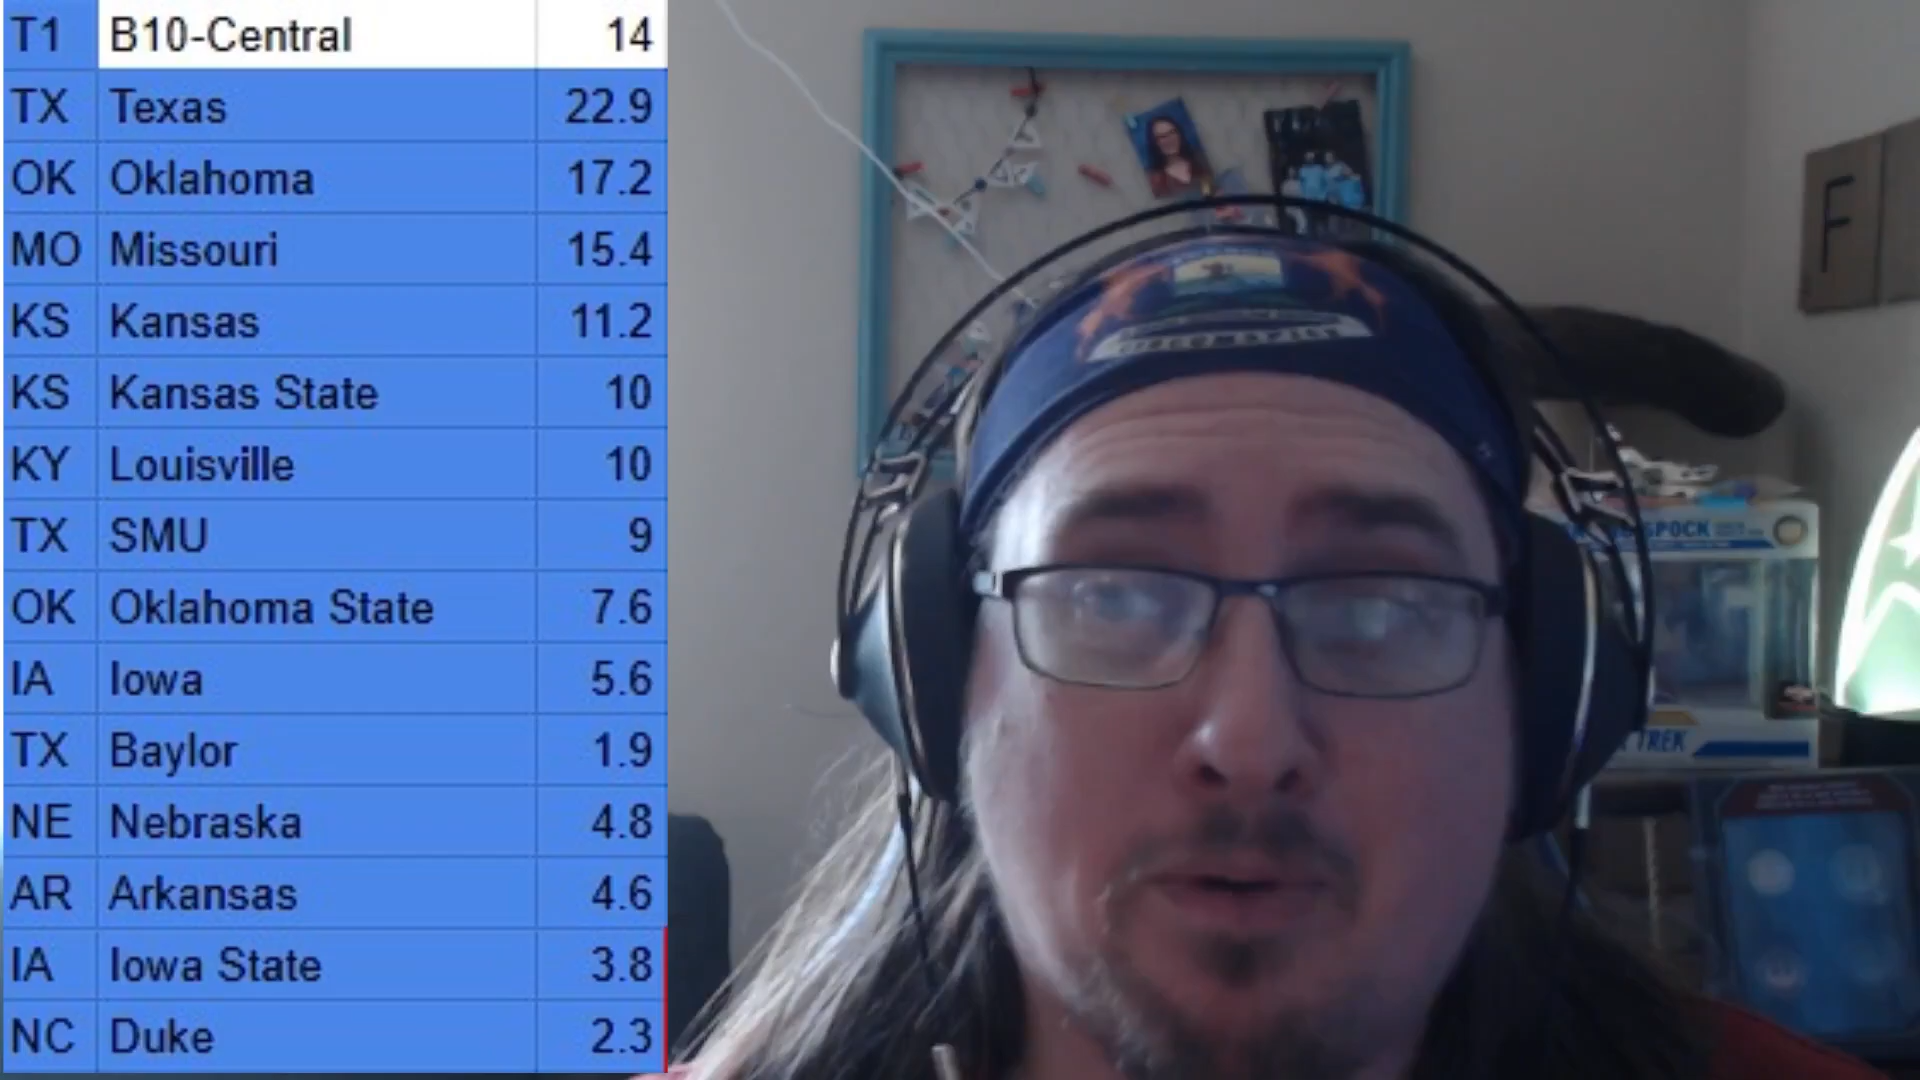 T1 B10-Central 14
TX Texas 22.9
OK Oklahoma 17.2
MO Missouri 15.4
KS Kansas 11.2
KS Kansas State 10
KY Louisville 10
TX SMU 9
OK Oklahoma State 7.6
IA Iowa 5.6
TX Baylor 1.9
NE Nebraska 4.8
AR Arkansas 4.6
IA Iowa State 3.8
NC Duke 2.3
F
SPOCK
TREK